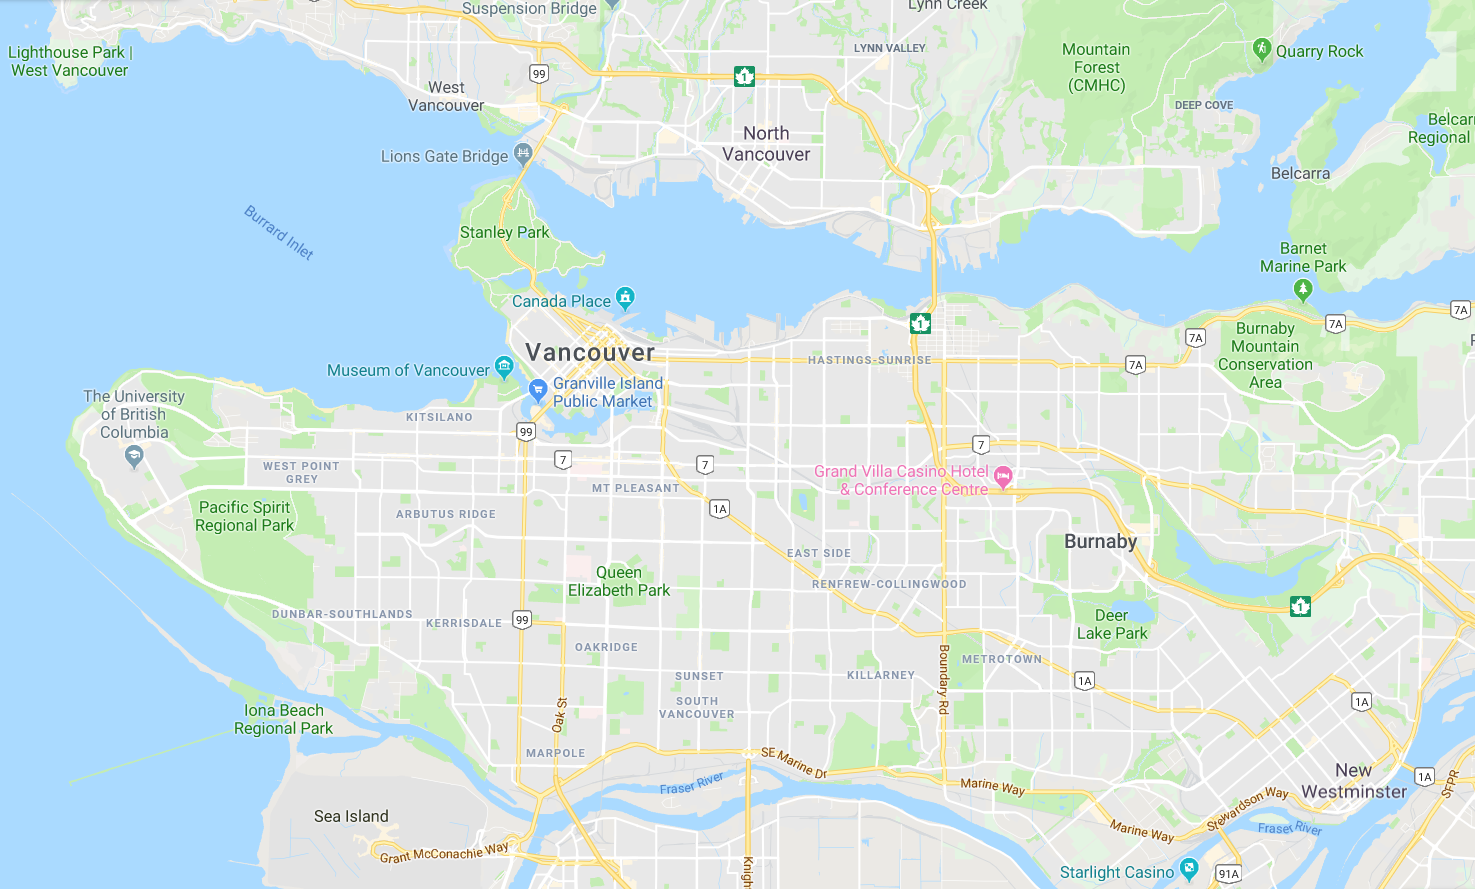 Suspension Bridge
Lynn Creek
Lighthouse Park |
West Vancouver
LYNN VALLEY
Mountain
Forest
(CMHC)
Quarry Rock
99
1
West
Vancouver
DEEP COVE
Regional
North
Vancouver
Lions Gate Bridge
Belcarra
Burrard Inlet
Stanley Park
Barnet
Marine Park
Canada Place
1
7A
7A
7A
7A
Burnaby
Mountain
Conservation
Area
Vancouver
HASTINGS-SUNRISE
Museum of Vancouver
Granville Island
Public Market
The University
of British
Columbia
KITSILANO
99
7
7
7
WEST POINT
GREY
Grand Villa Casino Hotel
& Conference Centre
MT PLEASANT
Pacific Spirit
Regional Park
ARBUTUS RIDGE
1A
Burnaby
EAST SIDE
Queen
Elizabeth Park
RENFREW-COLLINGWOOD
1
DUNBAR-SOUTHLANDS
KERRISDALE
99
Deer
Lake Park
OAKRIDGE
METROTOWN
SUNSET
KILLARNEY
Boundary Rd
1A
1A
SOUTH
VANCOUVER
Oak St
Iona Beach
Regional Park
MARPOLE
SE Marine Dr
New
Westminster
1A
SFPR
Fraser River
Marine Way
Stewardson Way
Sea Island
Marine Way
Fraser River
Grant McConachie Way
Starlight Casino
91A